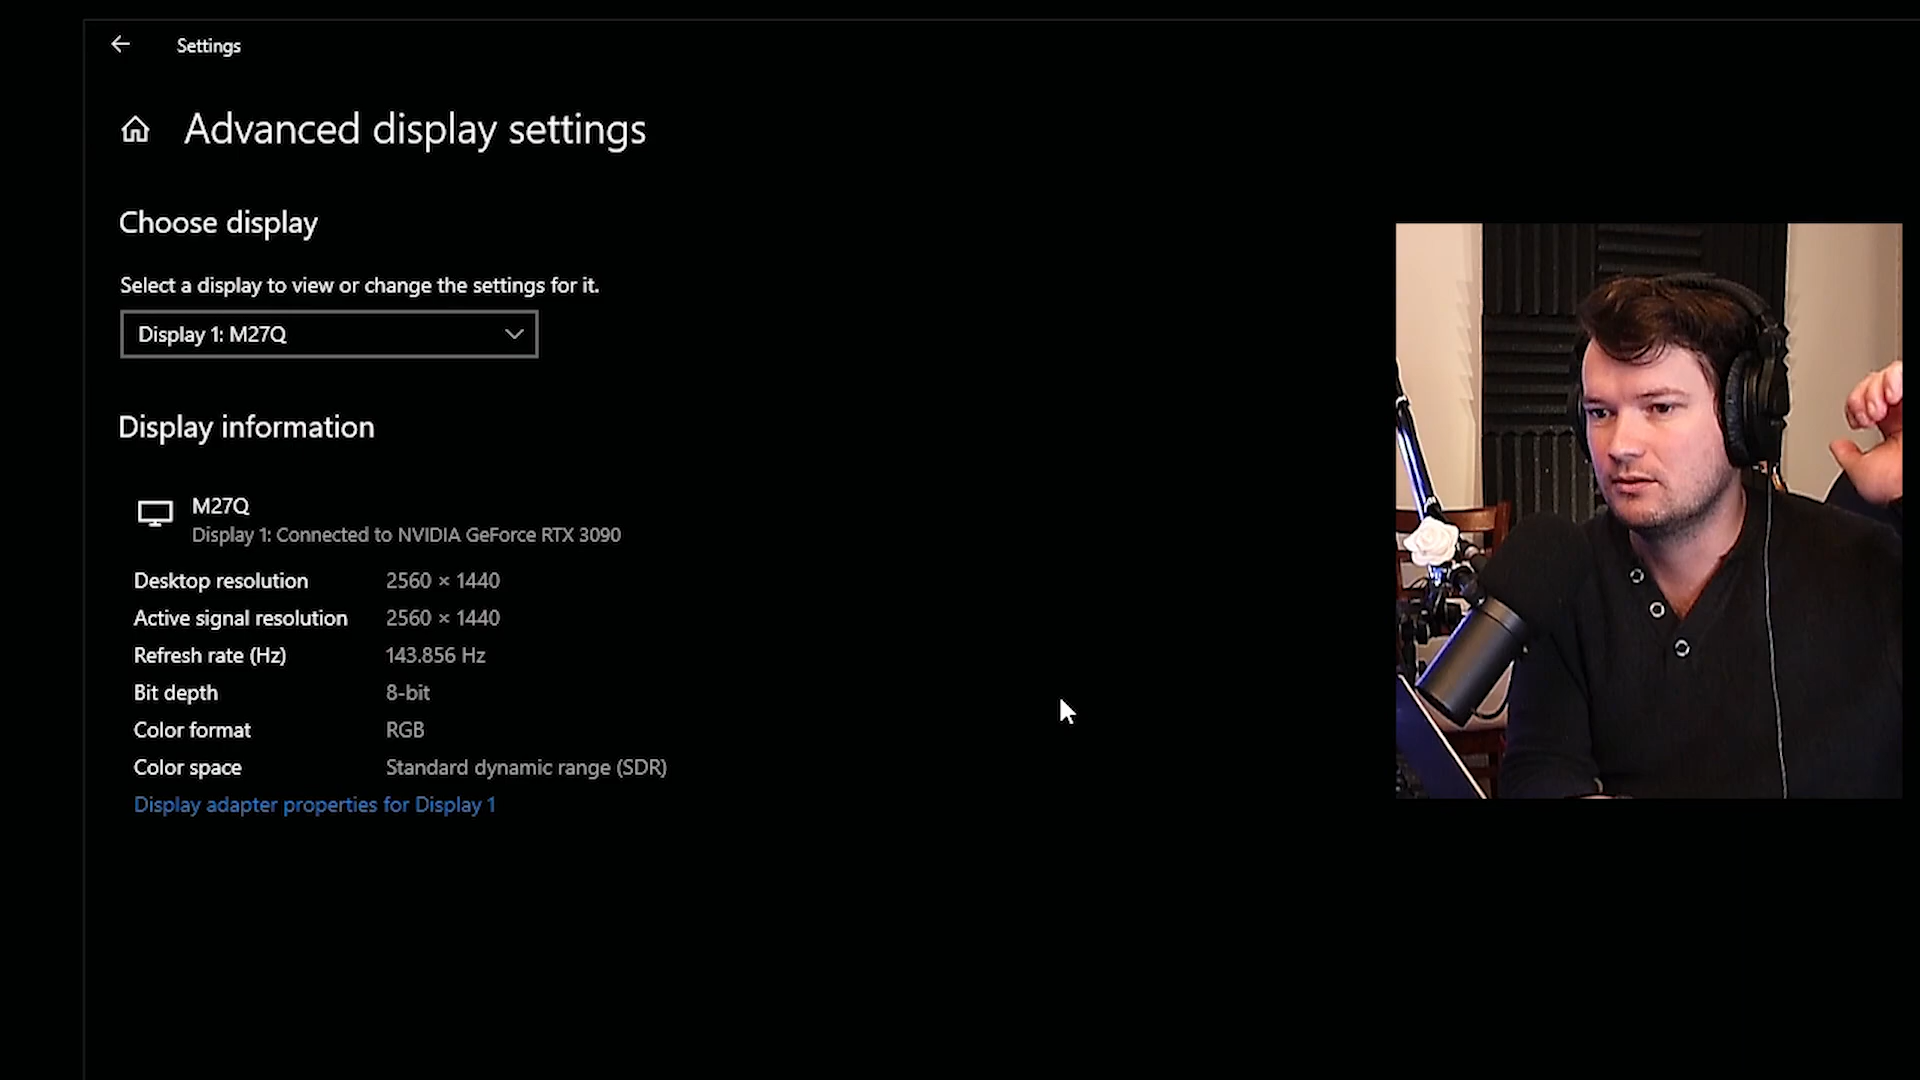 Settings
Advanced display settings
Choose display
Select a display to view or change the settings for it.
Display 1: M27Q
Display information
M27Q
Display 1: Connected to NVIDIA GeForce RTX 3090
Desktop resolution 2560 × 1440
Active signal resolution 2560 × 1440
Refresh rate (Hz) 143.856 Hz
Bit depth 8-bit
Color format RGB
Color space Standard dynamic range (SDR)
Display adapter properties for Display 1